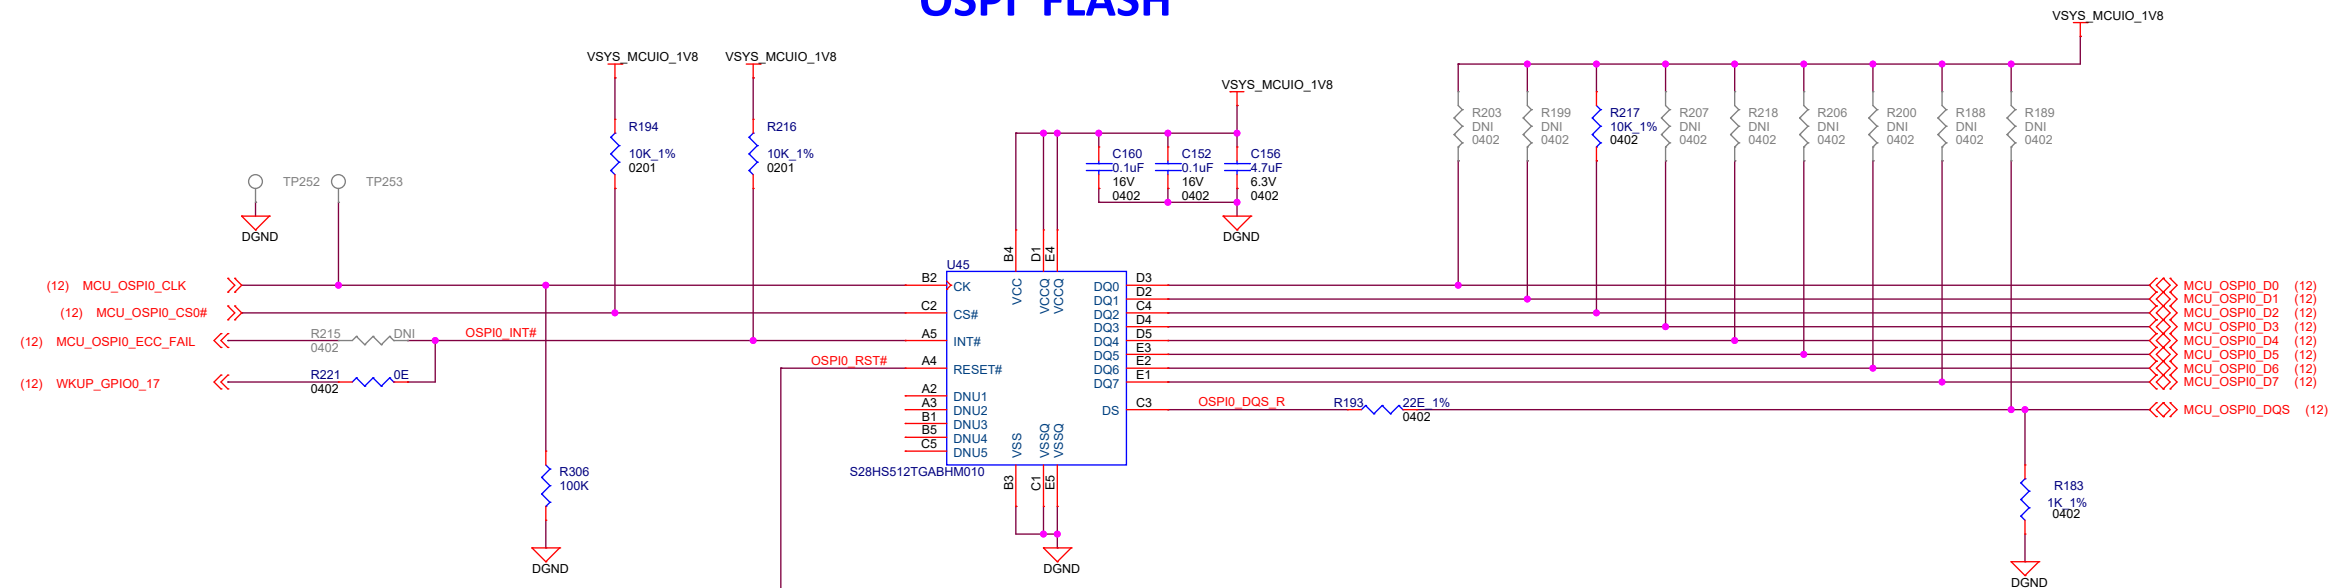 OSPI FLASH
VSYS_MCUIO_1V8
VSYS_MCUIO_1V8
VSYS_MCUIO_1V8
VSYS_MCUIO_1V8
R194
10K_1%
0201
R216
10K_1%
0201
C160
0.1uF
16V
0402
C152
0.1uF
16V
0402
C156
4.7uF
6.3V
0402
DGND
R203
DNI
0402
R199
DNI
0402
R217
10K_1%
0402
R207
DNI
0402
R218
DNI
0402
R206
DNI
0402
R200
DNI
0402
R188
DNI
0402
R189
DNI
0402
TP252
TP253
DGND
(12) MCU_OSPI0_CLK
(12) MCU_OSPI0_CS0#
(12) MCU_OSPI0_ECC_FAIL
(12) WKUP_GPIO0_17
R215
DNI
0402
R221
0E
0402
OSPI0_INT#
OSPI0_RST#
R306
100K
DGND
U45
B4
D1
E4
VCC
VCCQ
VCCQ
B2
CK
C2
CS#
A5
INT#
A4
RESET#
A2
DNU1
A3
DNU2
B1
DNU3
B5
DNU4
C5
DNU5
D3
DQ0
D2
DQ1
C4
DQ2
D4
DQ3
D5
DQ4
E3
DQ5
E2
DQ6
E1
DQ7
C3
DS
VSS
VSSQ
VSSQ
B3
C1
E5
S28HS512TGABHM010
DGND
OSPI0_DQS_R
R193
22E_1%
0402
MCU_OSPI0_D0 (12)
MCU_OSPI0_D1 (12)
MCU_OSPI0_D2 (12)
MCU_OSPI0_D3 (12)
MCU_OSPI0_D4 (12)
MCU_OSPI0_D5 (12)
MCU_OSPI0_D6 (12)
MCU_OSPI0_D7 (12)
MCU_OSPI0_DQS (12)
R183
1K_1%
0402
DGND